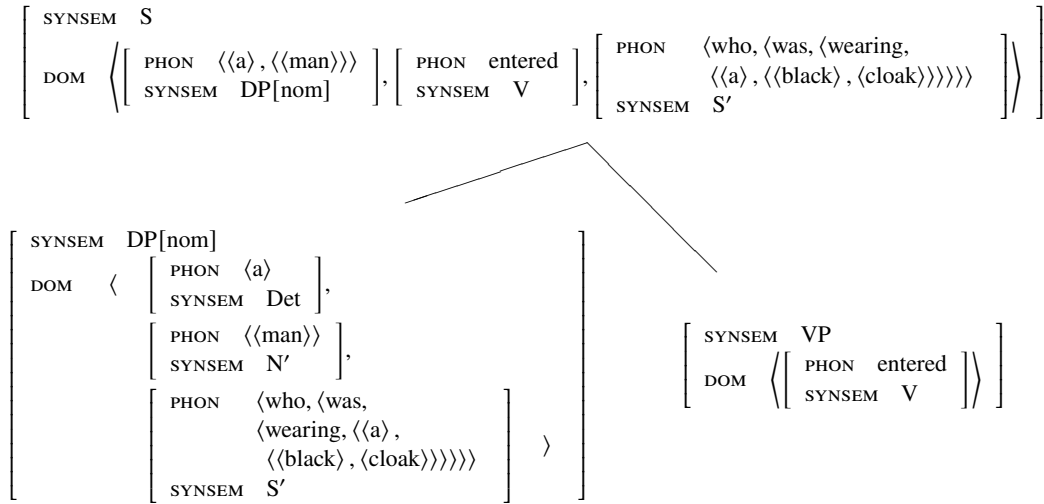 SYNSEM S
DOM ⟨ [ PHON ⟨⟨a⟩ , ⟨⟨man⟩⟩⟩ SYNSEM DP[nom] ], [ PHON entered SYNSEM V ], [ PHON ⟨who, ⟨was, ⟨wearing, ⟨⟨a⟩ , ⟨⟨black⟩ , ⟨cloak⟩⟩⟩⟩⟩⟩ SYNSEM S′ ] ⟩
SYNSEM DP[nom]
DOM ⟨ [ PHON ⟨a⟩
SYNSEM Det ],
[ PHON ⟨⟨man⟩⟩
SYNSEM N′ ],
[ PHON ⟨who, ⟨was,
⟨wearing, ⟨⟨a⟩ ,
⟨⟨black⟩ , ⟨cloak⟩⟩⟩⟩⟩⟩
SYNSEM S′ ] ⟩
SYNSEM VP
DOM ⟨ [ PHON entered
SYNSEM V ] ⟩